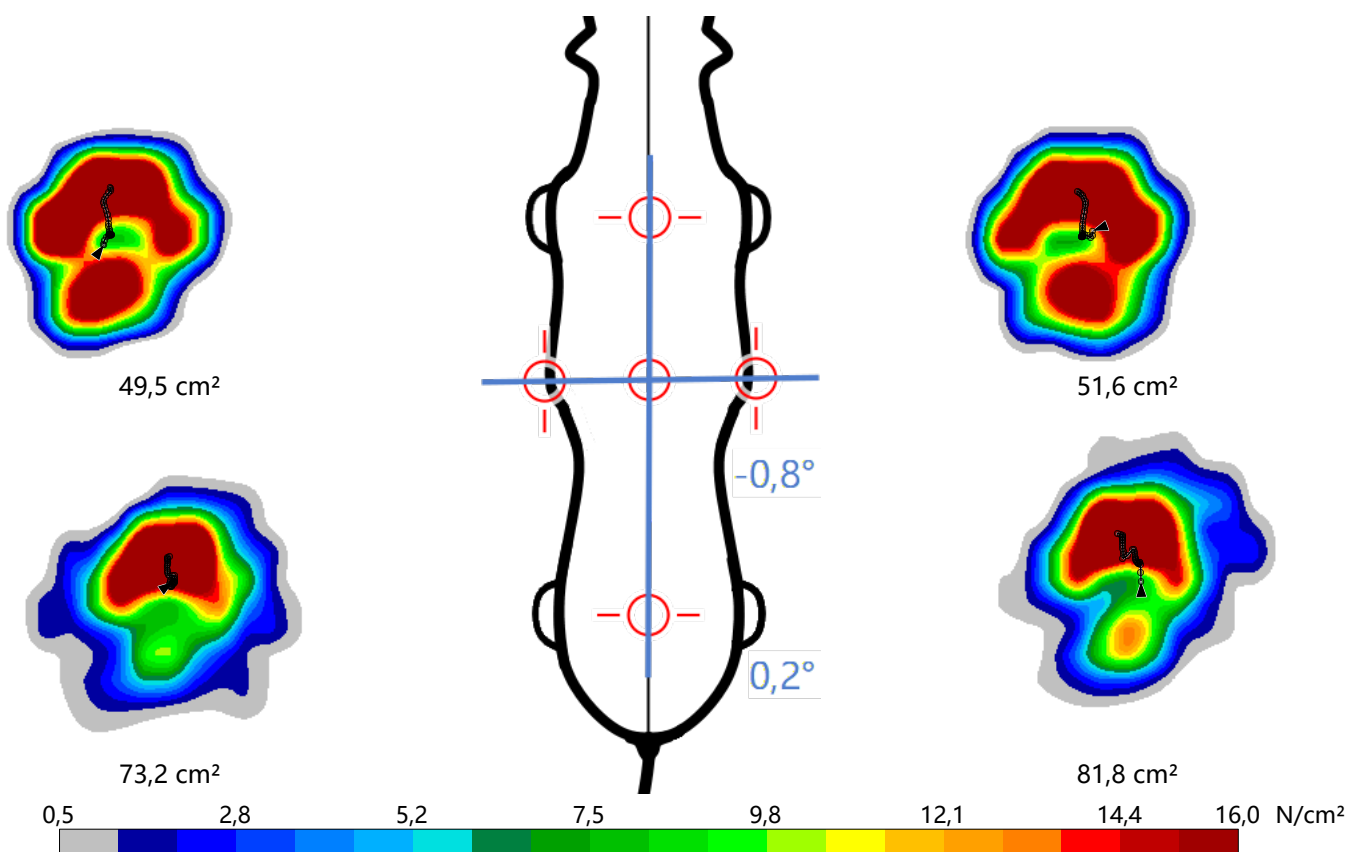 49,5 cm²
51,6 cm²
-0,8°
0,2°
73,2 cm²
81,8 cm²
0,5 2,8 5,2 7,5 9,8 12,1 14,4 16,0 N/cm²